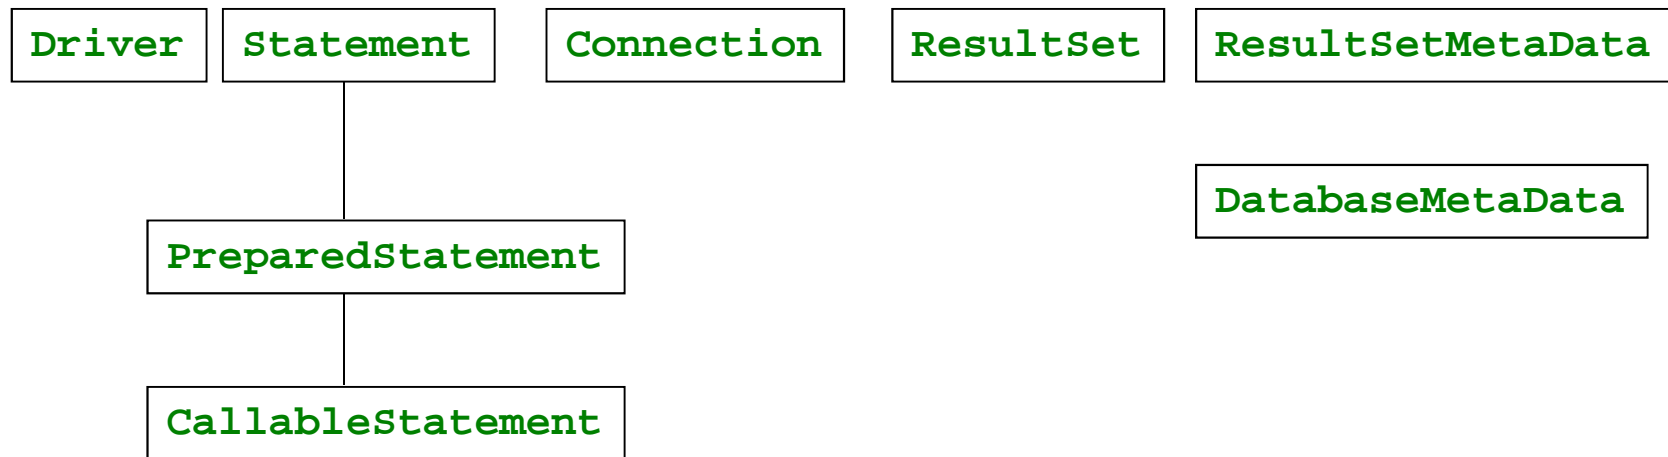 Driver Statement Connection ResultSet ResultSetMetaData
DatabaseMetaData
PreparedStatement
CallableStatement